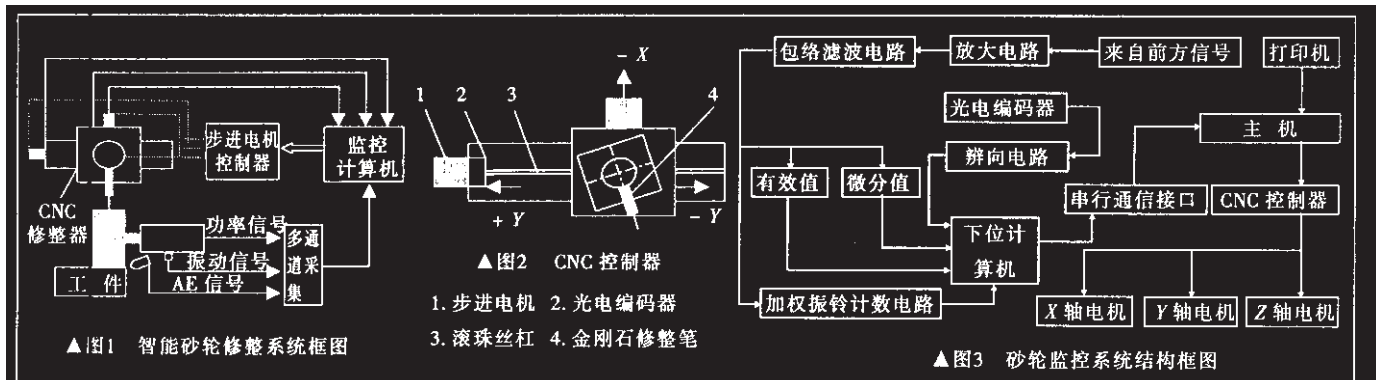 步进电机
控制器
监控
计算机
CNC
修整器
功率信号
振动信号
AE 信号
多通
道采
集
工件
▲图1 智能砂轮修整系统框图
- X
1
2
3
4
+ Y
- Y
▲图2 CNC 控制器
1. 步进电机 2. 光电编码器
3. 滚珠丝杠 4. 金刚石修整笔
包络滤波电路
放大电路
来自前方信号
打印机
光电编码器
主机
辨向电路
有效值
微分值
串行通信接口
CNC 控制器
下位计
算机
加权振铃计数电路
X 轴电机
Y 轴电机
Z 轴电机
▲图3 砂轮监控系统结构框图